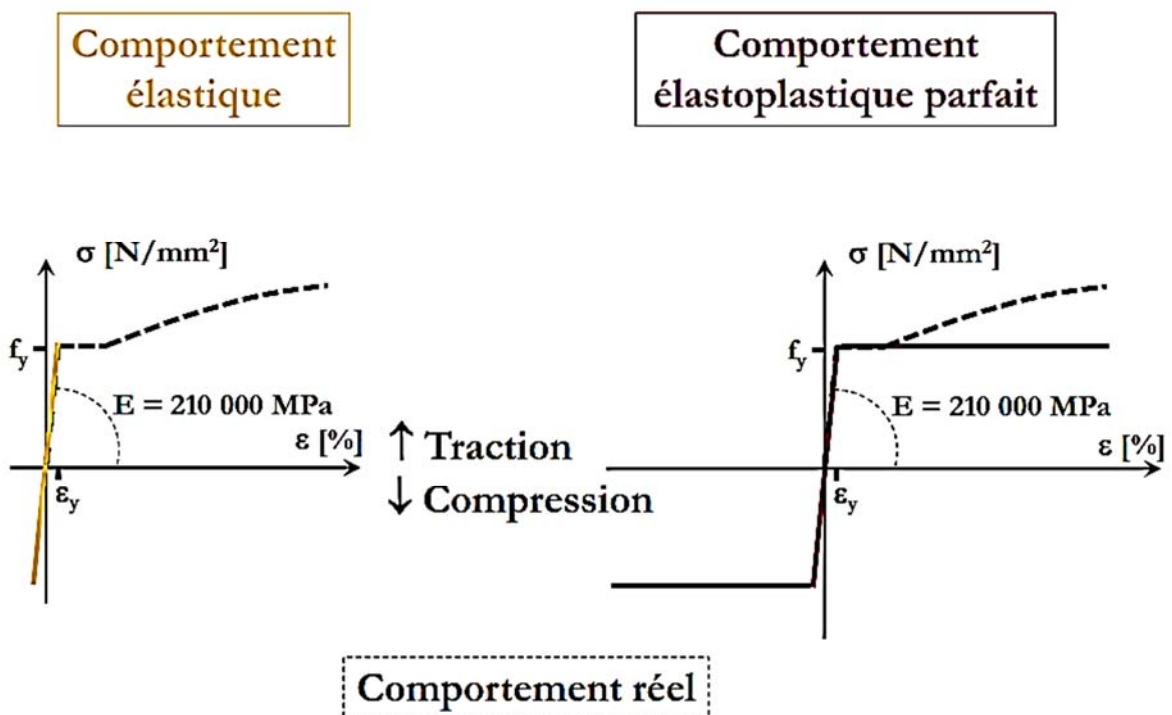 Comportement
élastique
Comportement
élastoplastique parfait
σ [N/mm²]
f_y
E = 210 000 MPa
ε [%]
ε_y
↑ Traction
↓ Compression
σ [N/mm²]
f_y
E = 210 000 MPa
ε [%]
ε_y
Comportement réel